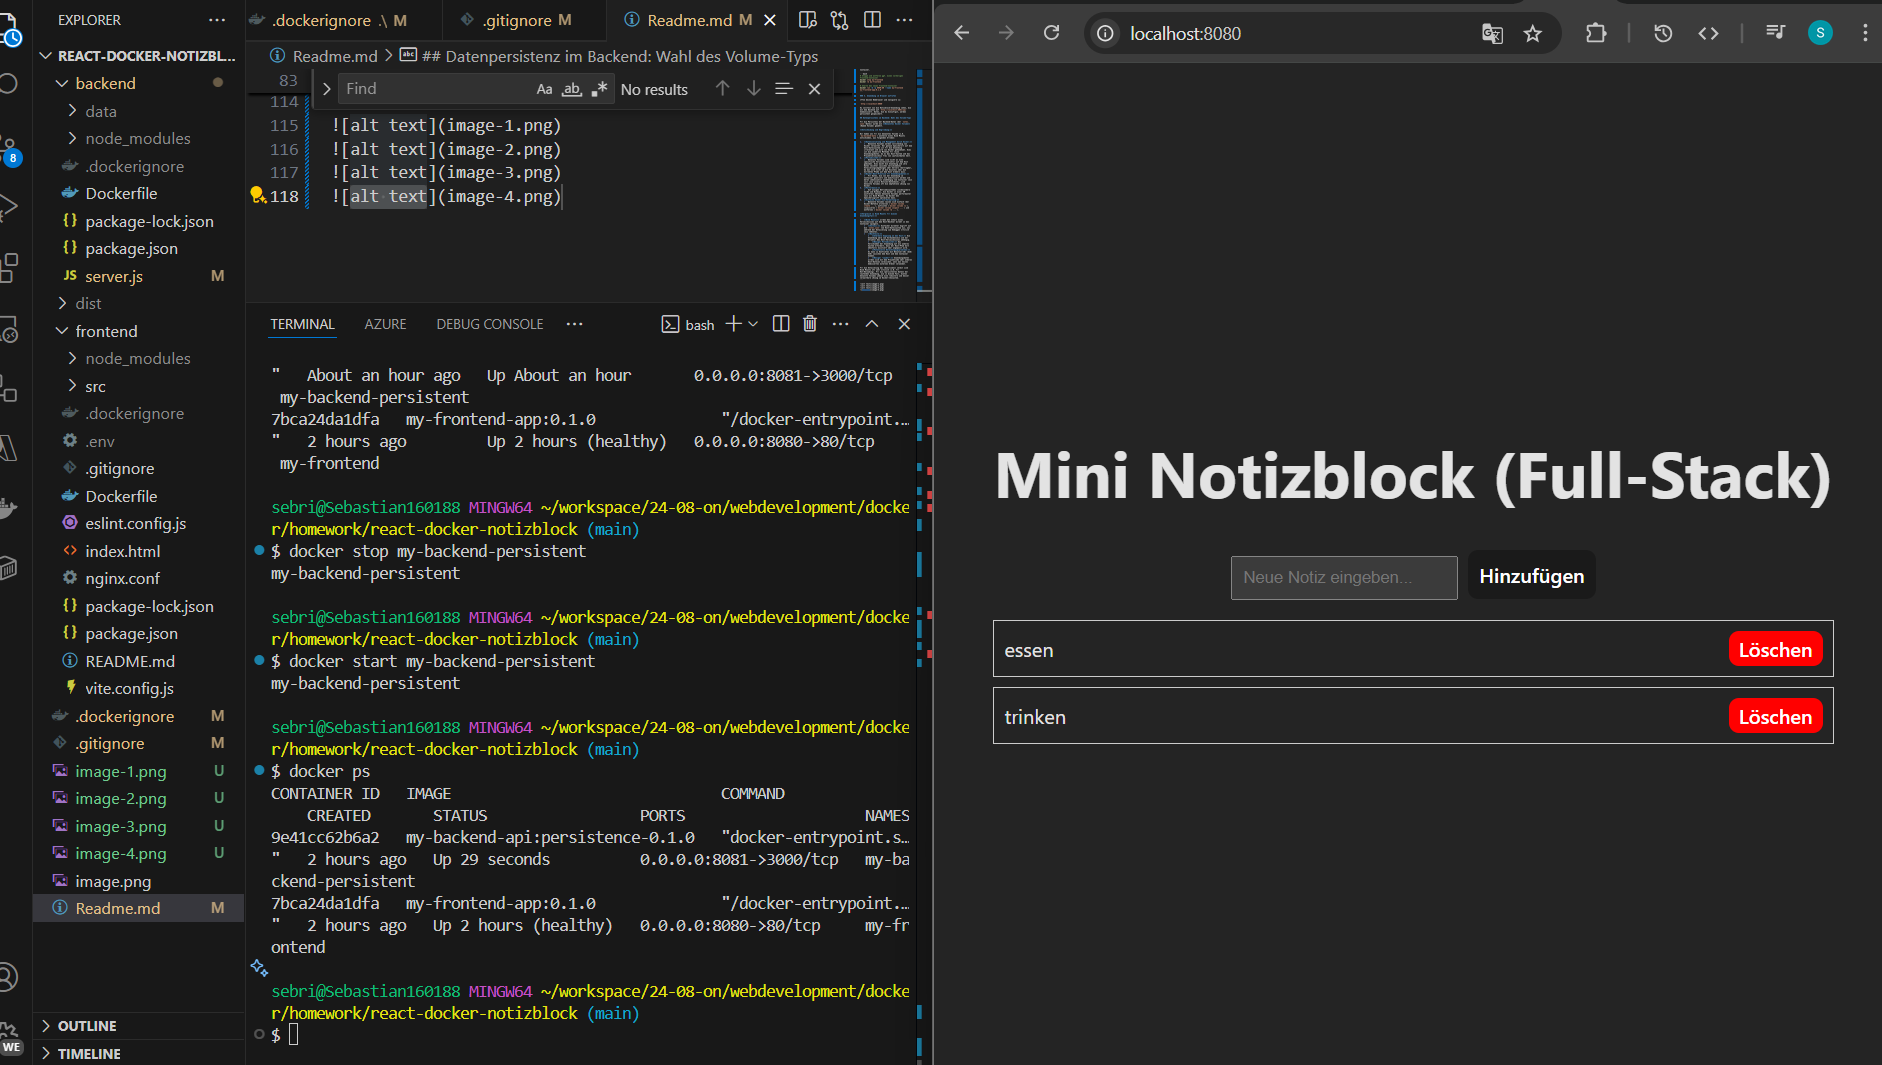 EXPLORER
REACT-DOCKER-NOTIZBL...
backend
data
node_modules
.dockerignore
Dockerfile
package-lock.json
package.json
JS server.js M
dist
frontend
node_modules
src
.dockerignore
.env
.gitignore
Dockerfile
eslint.config.js
index.html
nginx.conf
package-lock.json
package.json
README.md
vite.config.js
.dockerignore M
.gitignore M
image-1.png U
image-2.png U
image-3.png U
image-4.png U
image.png
Readme.md M
OUTLINE
TIMELINE
8
WE
.dockerignore .\ M
.gitignore M
Readme.md M
Readme.md > abc ## Datenpersistenz im Backend: Wahl des Volume-Typs
83
Find Aa ab No results
114
115 ![alt text](image-1.png)
116 ![alt text](image-2.png)
117 ![alt text](image-3.png)
118 ![alt text](image-4.png)
TERMINAL AZURE DEBUG CONSOLE ... bash
" About an hour ago Up About an hour 0.0.0.0:8081->3000/tcp
my-backend-persistent
7bca24da1dfa my-frontend-app:0.1.0 "/docker-entrypoint.…
" 2 hours ago Up 2 hours (healthy) 0.0.0.0:8080->80/tcp
my-frontend
sebri@Sebastian160188 MINGW64 ~/workspace/24-08-on/webdevelopment/docke
r/homework/react-docker-notizblock (main)
$ docker stop my-backend-persistent
my-backend-persistent
sebri@Sebastian160188 MINGW64 ~/workspace/24-08-on/webdevelopment/docke
r/homework/react-docker-notizblock (main)
$ docker start my-backend-persistent
my-backend-persistent
sebri@Sebastian160188 MINGW64 ~/workspace/24-08-on/webdevelopment/docke
r/homework/react-docker-notizblock (main)
$ docker ps
CONTAINER ID IMAGE COMMAND
CREATED STATUS PORTS NAMES
9e41cc62b6a2 my-backend-api:persistence-0.1.0 "docker-entrypoint.s…
" 2 hours ago Up 29 seconds 0.0.0.0:8081->3000/tcp my-ba
ckend-persistent
7bca24da1dfa my-frontend-app:0.1.0 "/docker-entrypoint.…
" 2 hours ago Up 2 hours (healthy) 0.0.0.0:8080->80/tcp my-fr
ontend
sebri@Sebastian160188 MINGW64 ~/workspace/24-08-on/webdevelopment/docke
r/homework/react-docker-notizblock (main)
$
localhost:8080
S
Mini Notizblock (Full-Stack)
Neue Notiz eingeben... Hinzufügen
essen Löschen
trinken Löschen